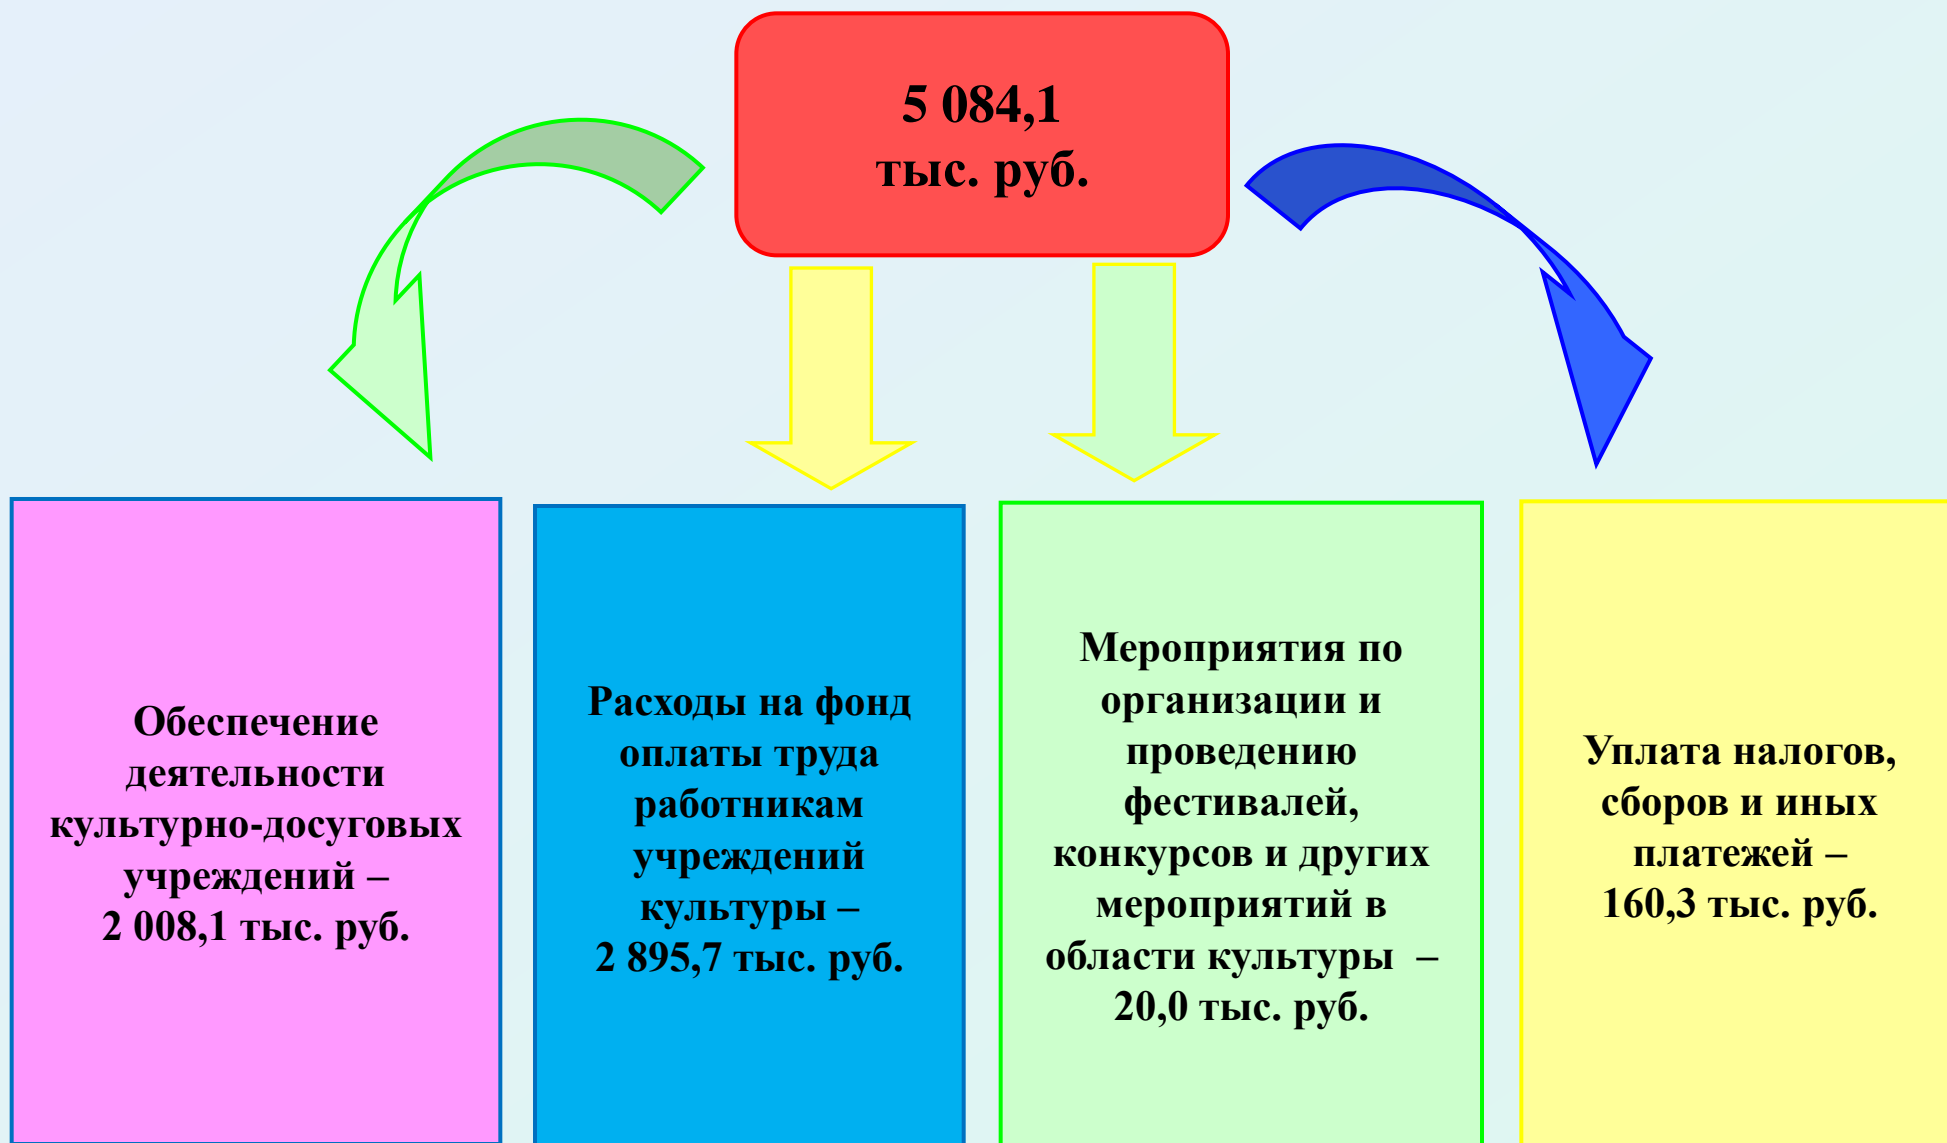 5 084,1
тыс. руб.
Обеспечение
деятельности
культурно-досуговых
учреждений –
2 008,1 тыс. руб.
Расходы на фонд
оплаты труда
работникам
учреждений
культуры –
2 895,7 тыс. руб.
Мероприятия по
организации и
проведению
фестивалей,
конкурсов и других
мероприятий в
области культуры  –
20,0 тыс. руб.
Уплата налогов,
сборов и иных
платежей –
160,3 тыс. руб.